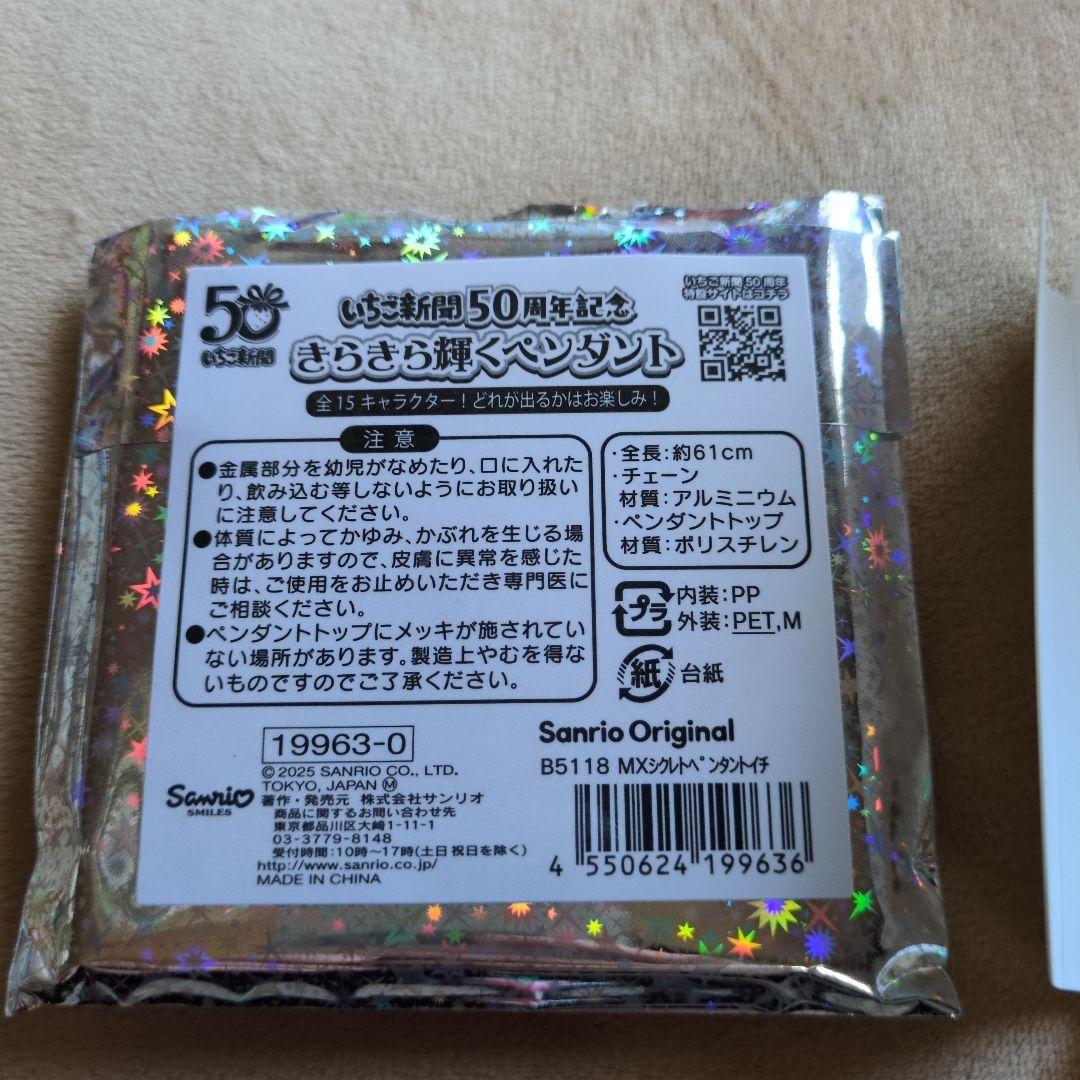 50
いちご新聞
いちご新聞50周年記念
きらきら輝くペンダント
全15キャラクター!どれが出るかはお楽しみ!
いちご新聞50周年
特設サイトはコチラ
注意
●金属部分を幼児がなめたり、口に入れた
り、飲み込む等しないようにお取り扱い
に注意してください。
●体質によってかゆみ、かぶれを生じる場
合がありますので、皮膚に異常を感じた
時は、ご使用をお止めいただき専門医に
ご相談ください。
●ペンダントトップにメッキが施されてい
ない場所があります。製造上やむを得な
いものですのでご了承ください。
・全長:約61cm
・チェーン
材質:アルミニウム
・ペンダントトップ
材質:ポリスチレン
プラ
内装:PP
外装:PET,M
紙 台紙
19963-0
© 2025 SANRIO CO., LTD.
TOKYO, JAPAN Ⓜ
Sanrio
SMILES
著作・発売元 株式会社サンリオ
商品に関するお問い合わせ先
東京都品川区大崎1-11-1
03-3779-8148
受付時間:10時〜17時(土日祝日を除く)
http://www.sanrio.co.jp/
MADE IN CHINA
Sanrio Original
B5118 MXシクレトペンタントイチ
4 550624 199636